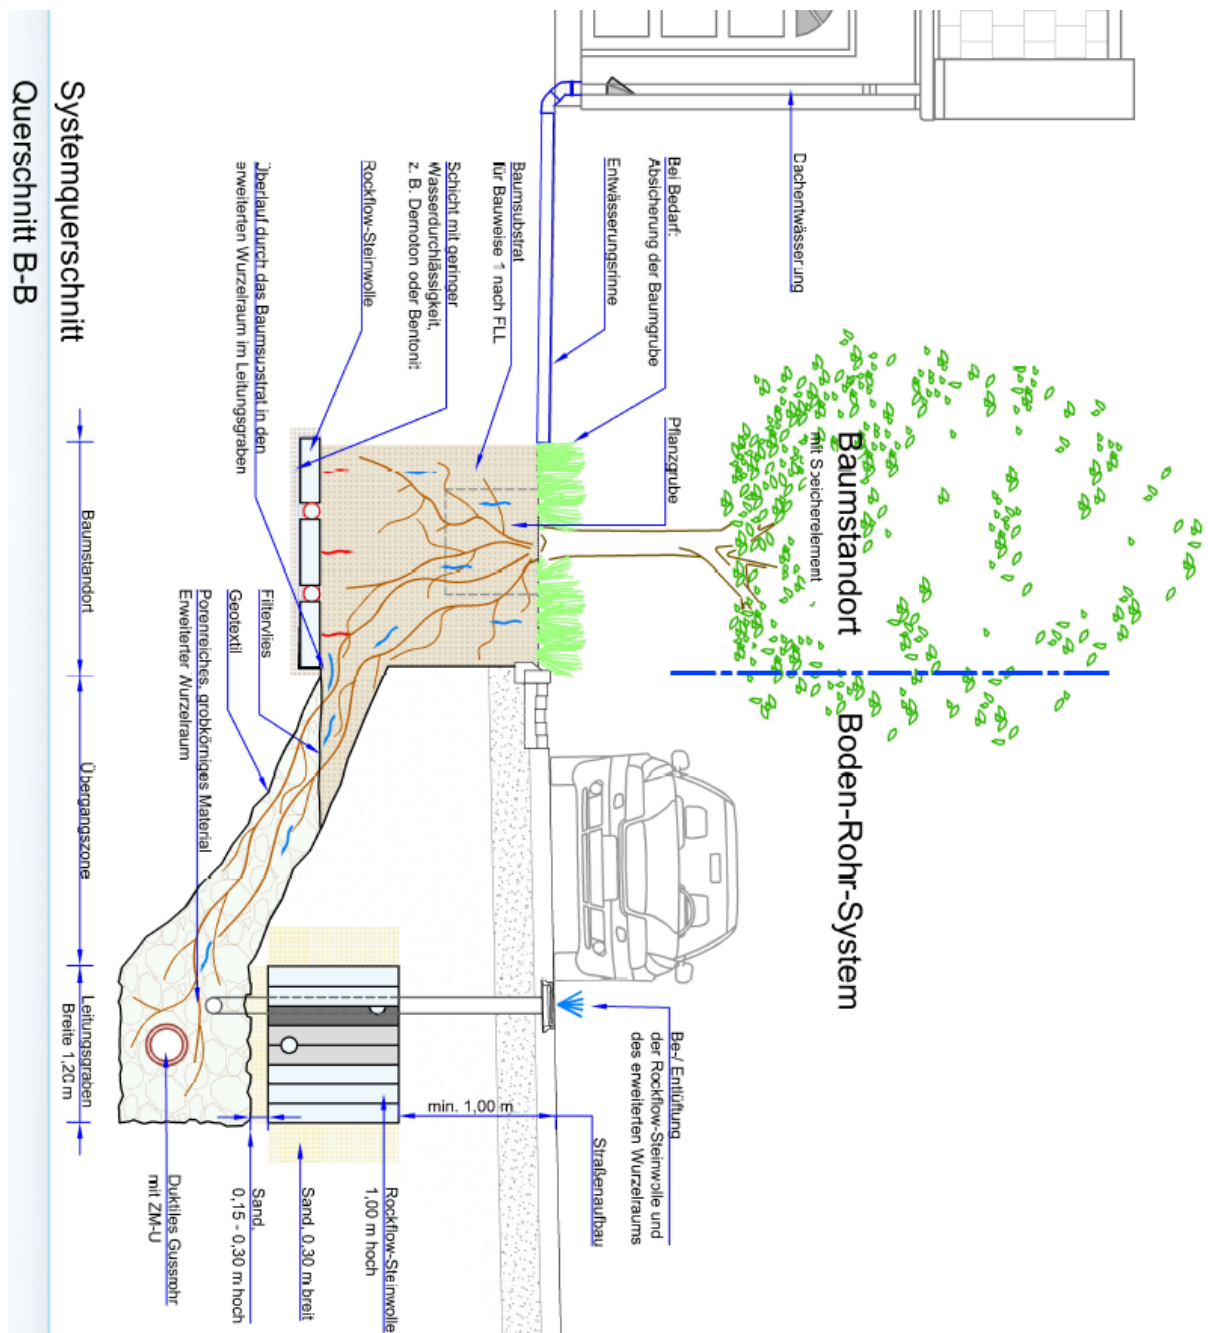 Systemquerschnitt
Querschnitt B-B
Dachentwässerung
Bei Bedarf:
Absicherung der Baumgrube
Entwässerungsrinne
Baumsubstrat
für Bauweise 1 nach FLL
Schicht mit geringer
Wasserdurchlässigkeit,
z. B. Dernoton oder Bentonit
Rockflow-Steinwolle
Überlauf durch das Baumsubstrat in den
erweiterten Wurzelraum im Leitungsgraben
Pflanzgrube
Baumstandort
mit Speicherelement
Boden-Rohr-System
Filtervlies
Geotextil
Porenreiches, grobkörniges Material
Erweiterter Wurzelraum
Baumstandort
Übergangszone
Leitungsgraben
Breite 1,20 m
Be-/ Entlüftung
der Rockflow-Steinwolle und
des erweiterten Wurzelraums
Straßenaufbau
min. 1,00 m
Rockflow-Steinwolle
1,00 m hoch
Sand, 0,30 m breit
Sand,
0,15 - 0,30 m hoch
Duktiles Gussrohr
mit ZM-U